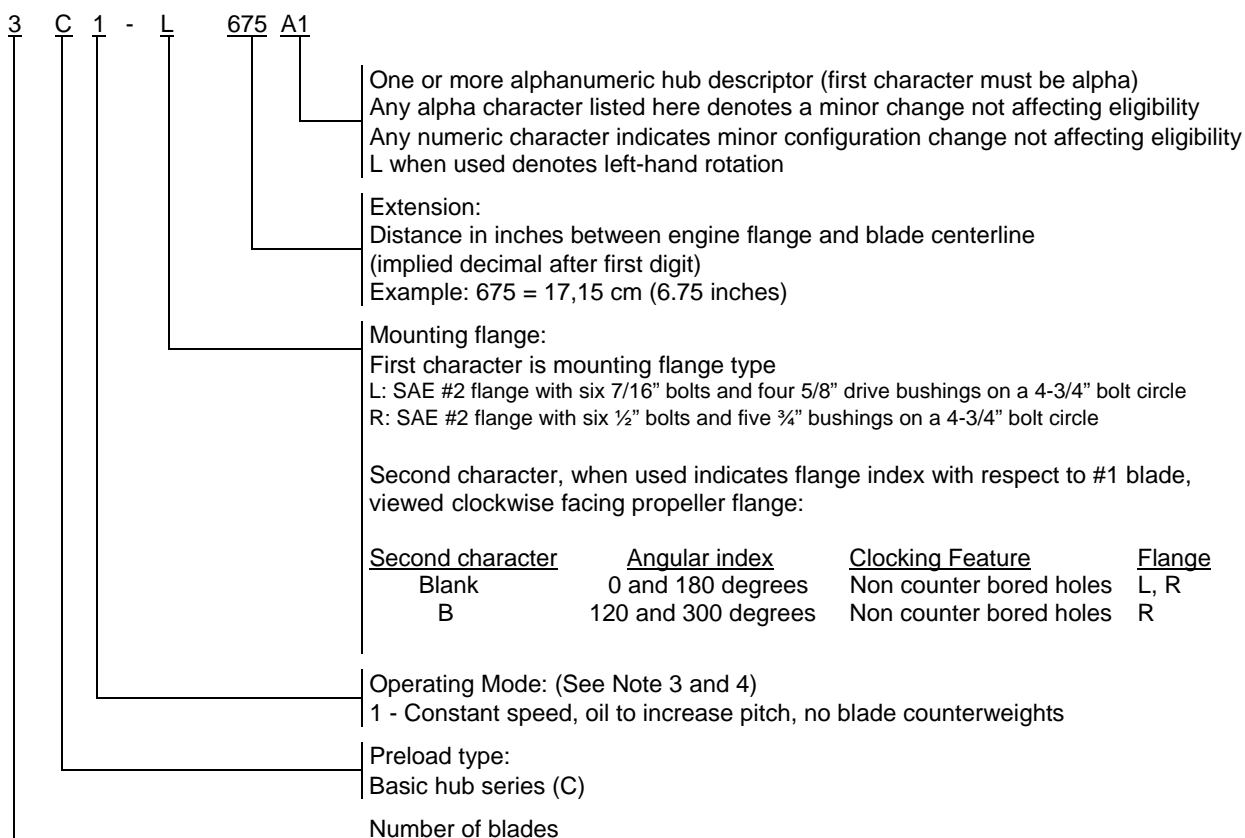 3 C 1 - L 675 A1
One or more alphanumeric hub descriptor (first character must be alpha)
Any alpha character listed here denotes a minor change not affecting eligibility
Any numeric character indicates minor configuration change not affecting eligibility
L when used denotes left-hand rotation
Extension:
Distance in inches between engine flange and blade centerline
(implied decimal after first digit)
Example: 675 = 17,15 cm (6.75 inches)
Mounting flange:
First character is mounting flange type
L: SAE #2 flange with six 7/16” bolts and four 5/8” drive bushings on a 4-3/4” bolt circle
R: SAE #2 flange with six ½” bolts and five ¾” bushings on a 4-3/4” bolt circle
Second character, when used indicates flange index with respect to #1 blade,
viewed clockwise facing propeller flange:
Second character Angular index Clocking Feature Flange
Blank 0 and 180 degrees Non counter bored holes L, R
B 120 and 300 degrees Non counter bored holes R
Operating Mode: (See Note 3 and 4)
1 - Constant speed, oil to increase pitch, no blade counterweights
Preload type:
Basic hub series (C)
Number of blades